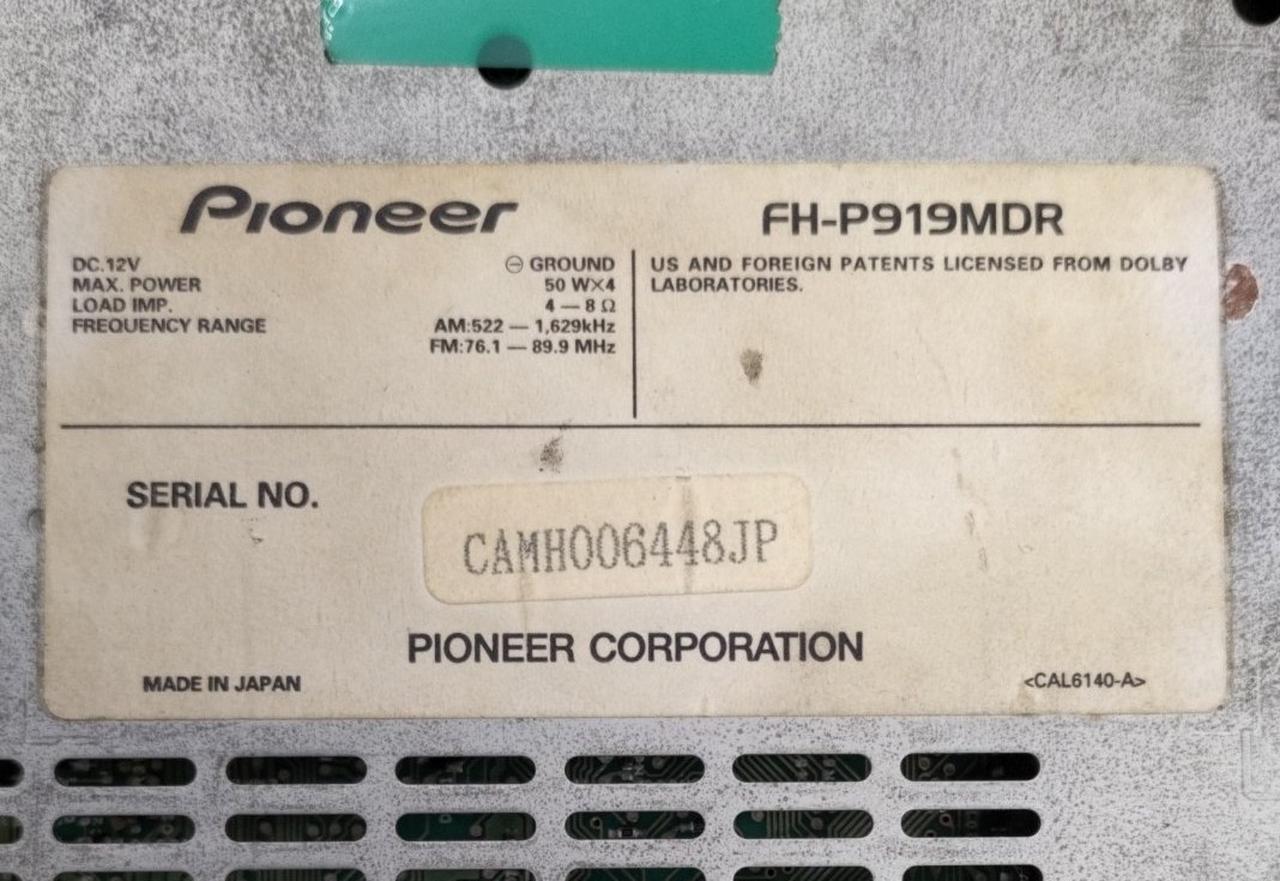 Pioneer
DC.12V ⊖ GROUND
MAX. POWER 50 W×4
LOAD IMP. 4 — 8 Ω
FREQUENCY RANGE AM:522 — 1,629kHz
FM:76.1 — 89.9 MHz
FH-P919MDR
US AND FOREIGN PATENTS LICENSED FROM DOLBY
LABORATORIES.
SERIAL NO.
CAMH006448JP
PIONEER CORPORATION
MADE IN JAPAN
<CAL6140-A>